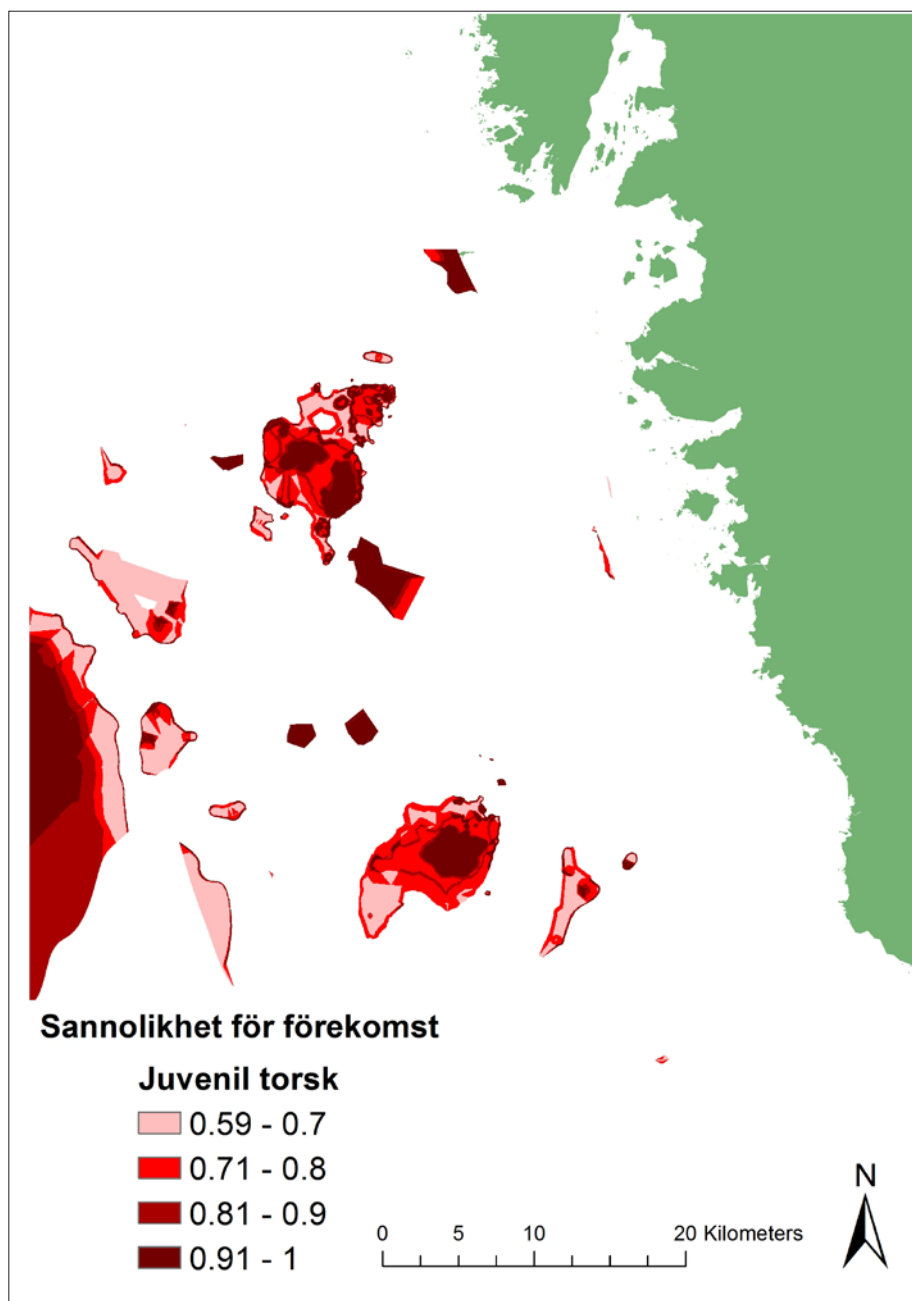 Sannolikhet för förekomst
Juvenil torsk
0.59 - 0.7
0.71 - 0.8
0.81 - 0.9
0.91 - 1
N
0 5 10 20 Kilometers